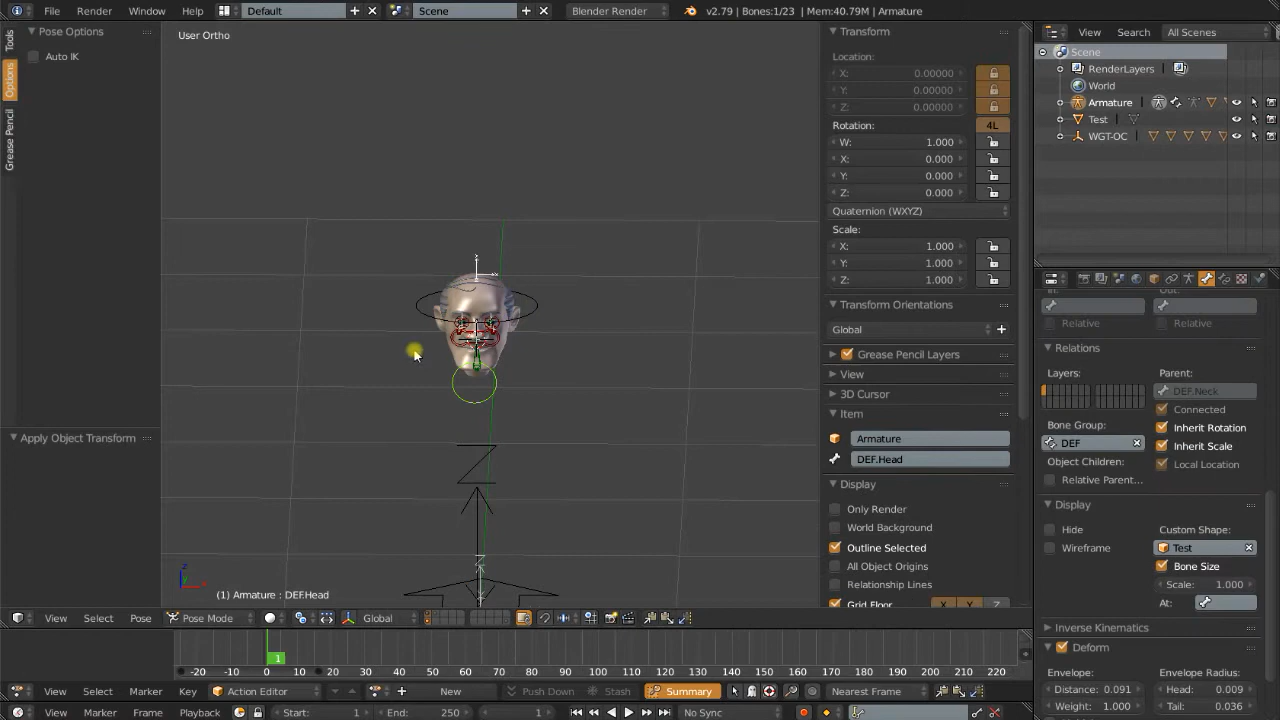 File Render Window Help Default Scene Blender Render v2.79 | Bones:1/23 | Mem:40.79M | Armature
Tools
Options
Grease Pencil
Pose Options
Auto IK
Apply Object Transform
User Ortho
(1) Armature : DEF.Head
View Select Pose Pose Mode Global
Transform
Location:
X: 0.00000
Y: 0.00000
Z: 0.00000
Rotation: 4L
W: 1.000
X: 0.000
Y: 0.000
Z: 0.000
Quaternion (WXYZ)
Scale:
X: 1.000
Y: 1.000
Z: 1.000
Transform Orientations
Global
Grease Pencil Layers
View
3D Cursor
Item
Armature
DEF.Head
Display
Only Render
World Background
Outline Selected
All Object Origins
Relationship Lines
Grid Floor X Y Z
View Search All Scenes
Scene
RenderLayers
World
Armature
Test
WGT-OC
In: Out:
Relative Relative
Relations
Layers: Parent:
DEF.Neck
Connected
Bone Group: Inherit Rotation
DEF Inherit Scale
Object Children: Local Location
Relative Parent...
Display
Hide Custom Shape:
Wireframe Test
Bone Size
Scale: 1.000
At:
Inverse Kinematics
Deform
Envelope: Envelope Radius:
Distance: 0.091 Head: 0.009
Weight: 1.000 Tail: 0.036
1
-20 -10 0 10 20 30 40 50 60 70 80 90 100 110 120 130 140 150 160 170 180 190 200 210 220
View Select Marker Key Action Editor New Push Down Stash Summary Nearest Frame
View Marker Frame Playback Start: 1 End: 250 1 No Sync